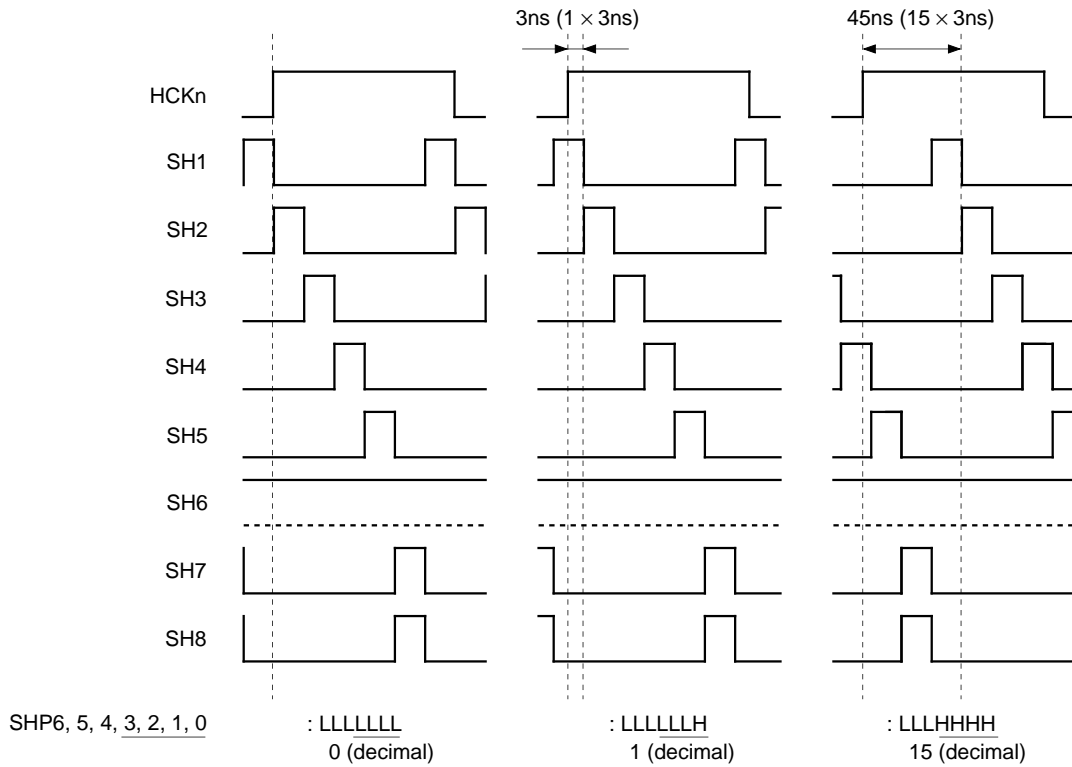 3ns (1 × 3ns) 45ns (15 × 3ns)
HCKn
SH1
SH2
SH3
SH4
SH5
SH6
SH7
SH8
SHP6, 5, 4, 3, 2, 1, 0 : LLLLLLL : LLLLLLH : LLLHHHH
0 (decimal) 1 (decimal) 15 (decimal)